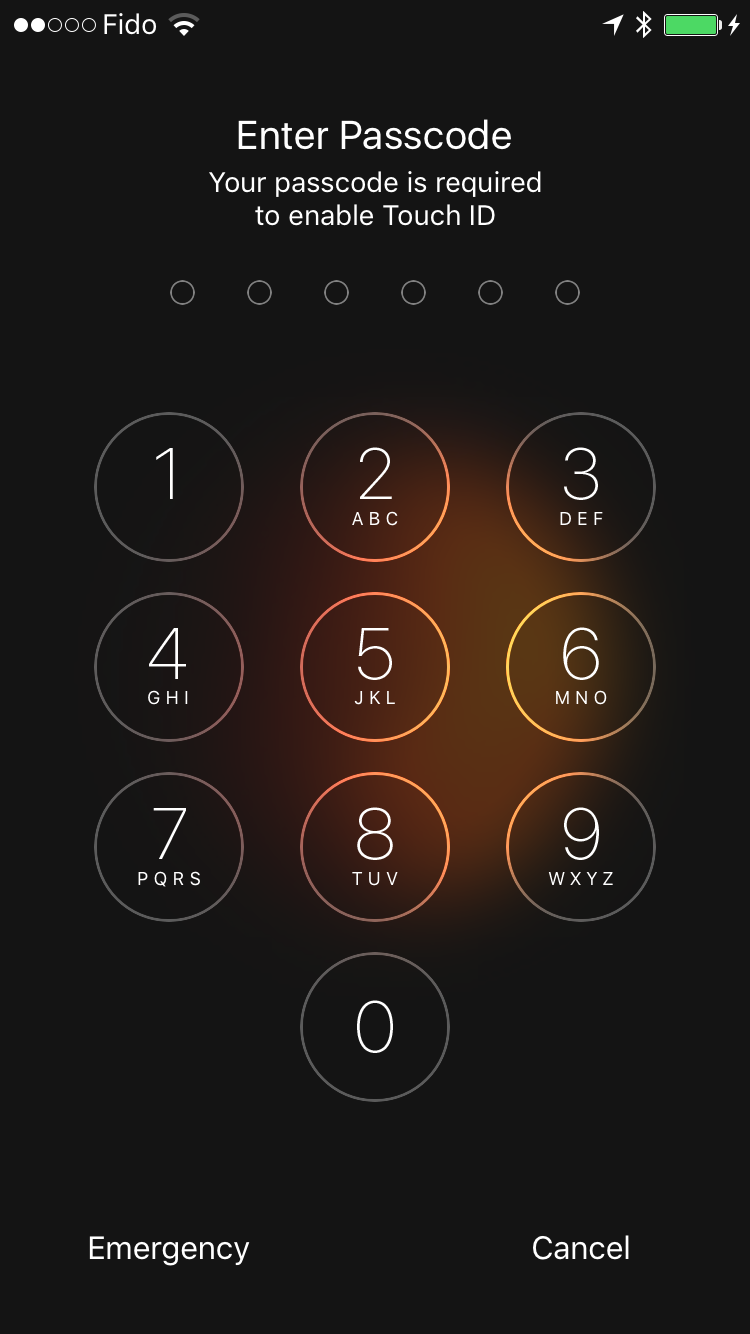 Fido
Enter Passcode
Your passcode is required
to enable Touch ID
1 2 3
ABC DEF
4 5 6
GHI JKL MNO
7 8 9
PQRS TUV WXYZ
0
Emergency Cancel